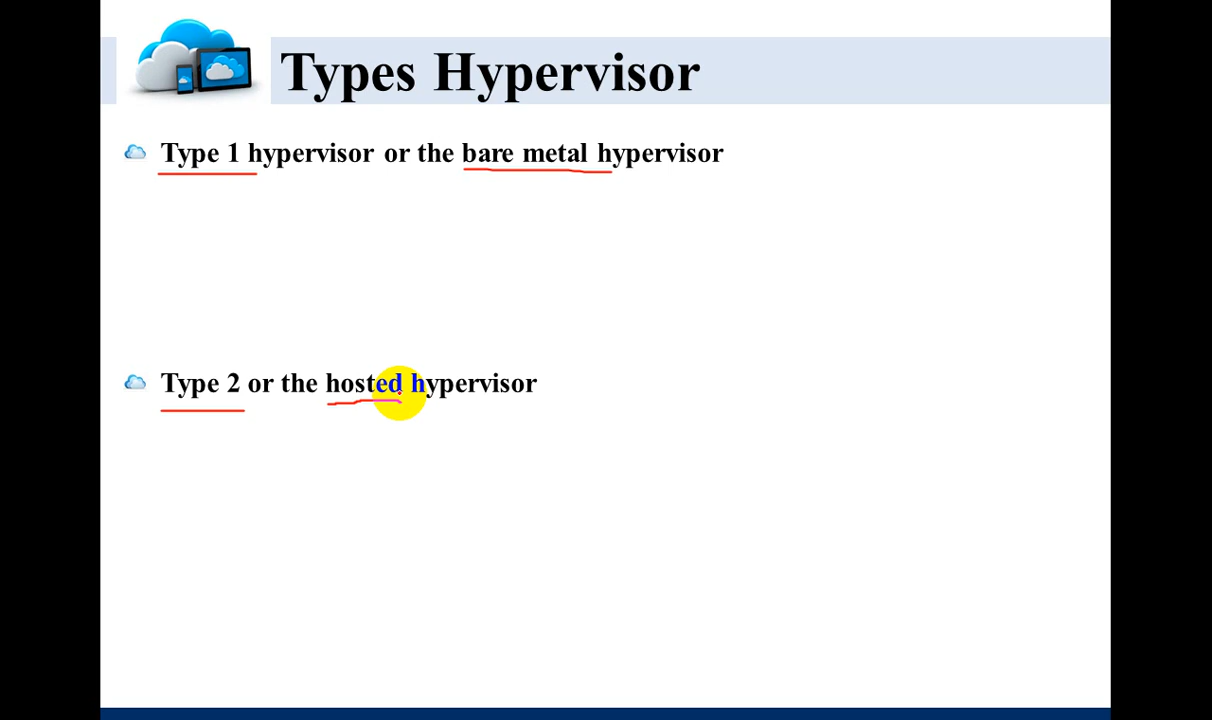 Types Hypervisor
Type 1 hypervisor or the bare metal hypervisor
Type 2 or the hosted hypervisor